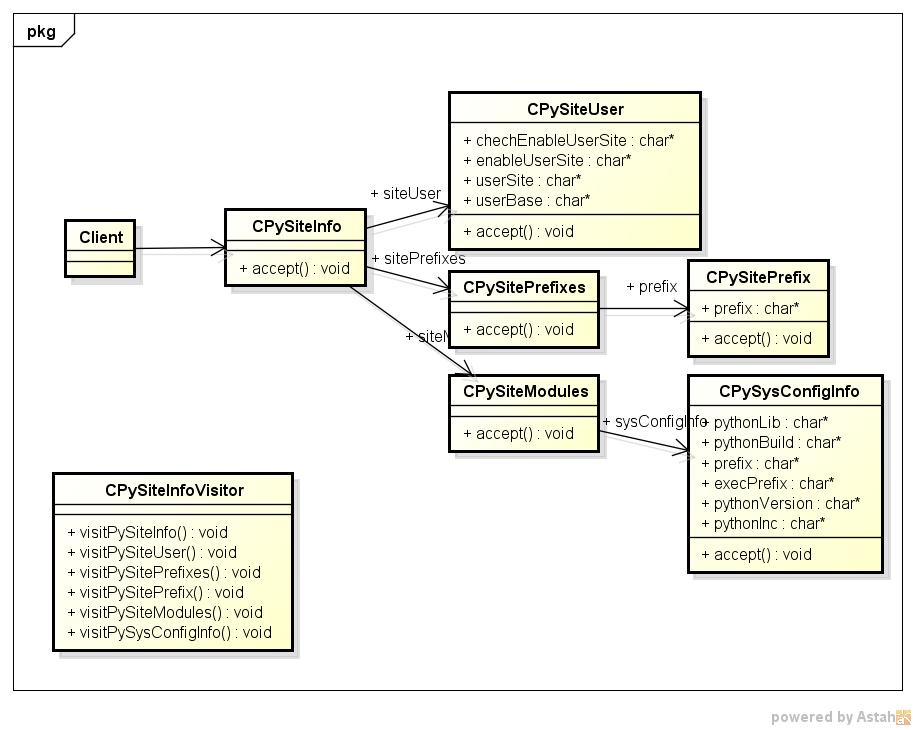 pkg
CPySiteUser
+ chechEnableUserSite : char*
+ enableUserSite : char*
+ userSite : char*
+ userBase : char*
+ accept() : void
+ siteUser
Client
CPySiteInfo
+ accept() : void
+ sitePrefixes
CPySitePrefixes
+ accept() : void
+ prefix
CPySitePrefix
+ prefix : char*
+ accept() : void
+ siteM
CPySiteModules
+ accept() : void
+ sysConfigInfo
CPySysConfigInfo
+ pythonLib : char*
+ pythonBuild : char*
+ prefix : char*
+ execPrefix : char*
+ pythonVersion : char*
+ pythonInc : char*
+ accept() : void
CPySiteInfoVisitor
+ visitPySiteInfo() : void
+ visitPySiteUser() : void
+ visitPySitePrefixes() : void
+ visitPySitePrefix() : void
+ visitPySiteModules() : void
+ visitPySysConfigInfo() : void
powered by Astah